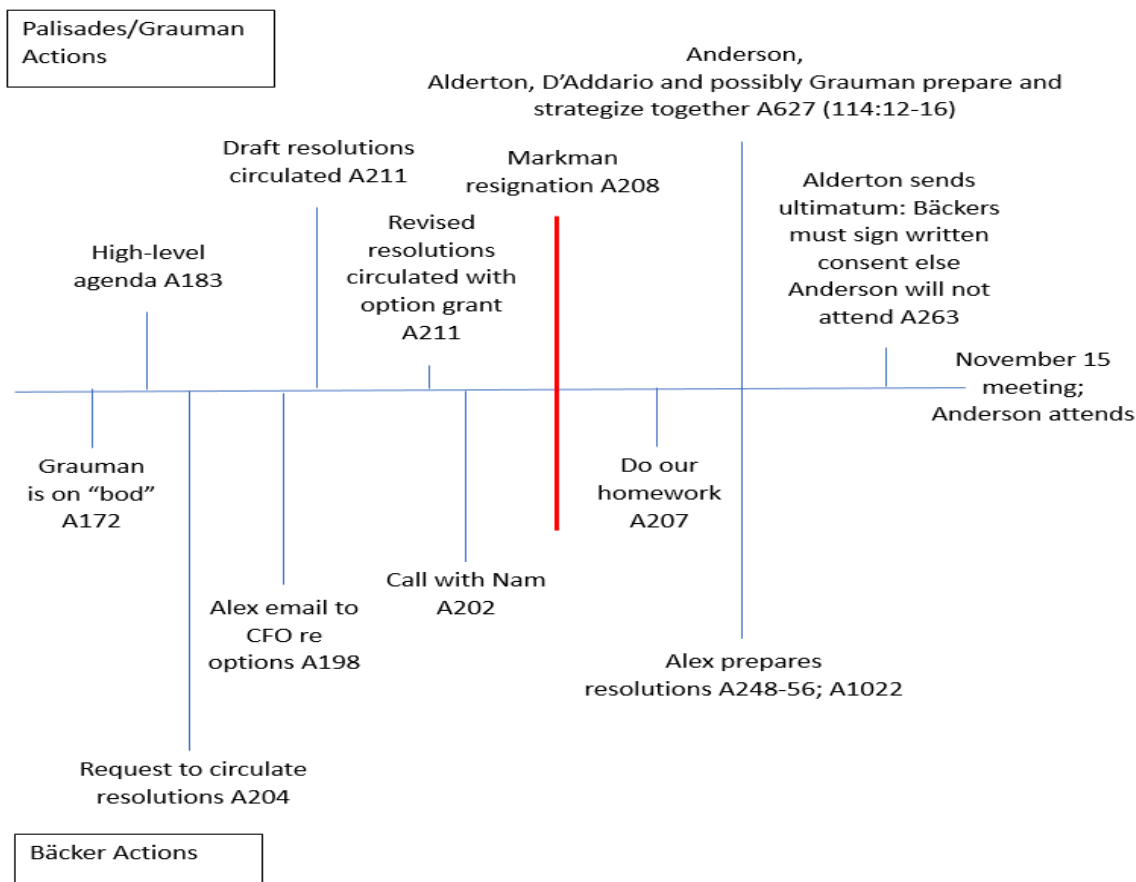 Palisades/Grauman
Actions
Anderson,
Alderton, D’Addario and possibly Grauman prepare and
strategize together A627 (114:12-16)
Draft resolutions
circulated A211
Markman
resignation A208
Alderton sends
ultimatum: Bäckers
must sign written
consent else
Anderson will not
attend A263
Revised
resolutions
circulated with
option grant
A211
High-level
agenda A183
November 15
meeting;
Anderson attends
Grauman
is on “bod”
A172
Do our
homework
A207
Call with Nam
A202
Alex email to
CFO re
options A198
Alex prepares
resolutions A248-56; A1022
Request to circulate
resolutions A204
Bäcker Actions